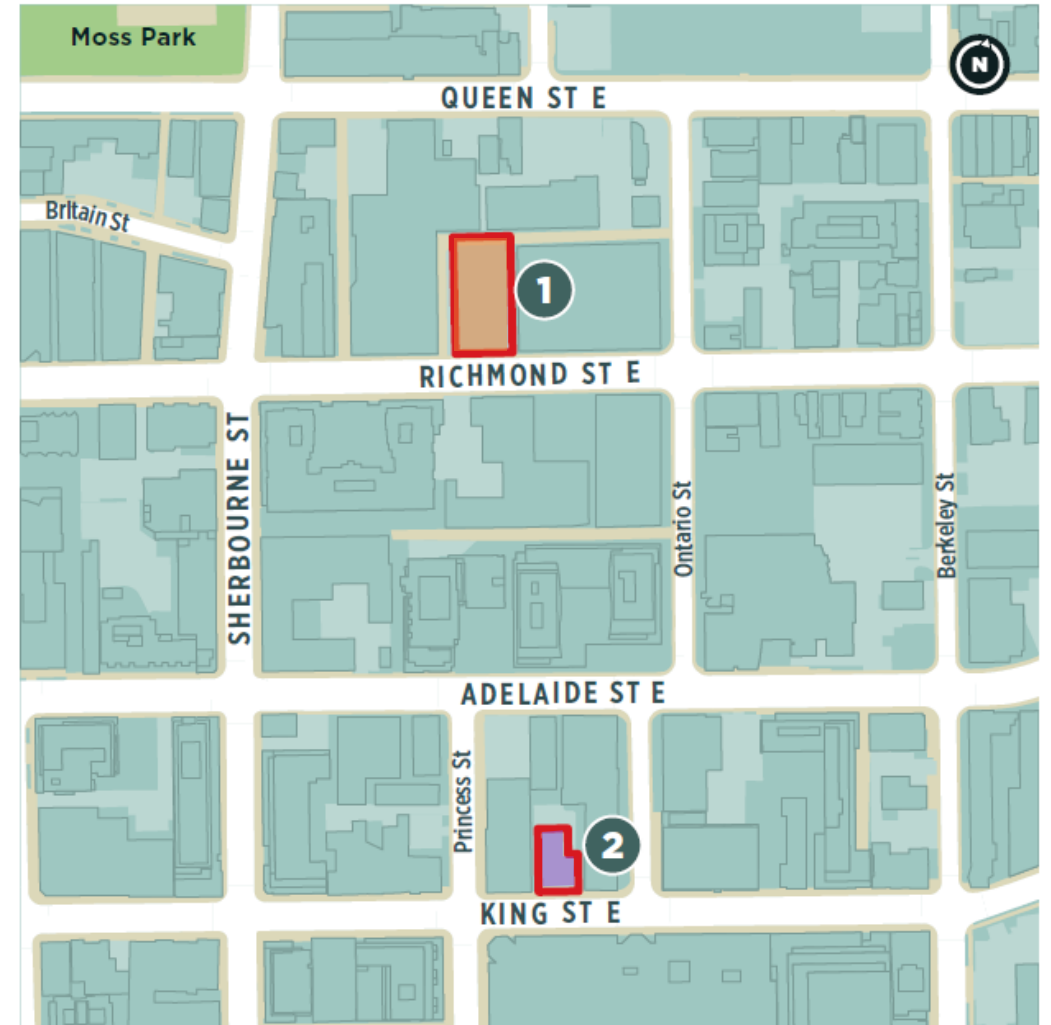 Moss Park
N
QUEEN ST E
Britain St
1
RICHMOND ST E
SHERBOURNE ST
Ontario St
Berkeley St
ADELAIDE ST E
Princess St
2
KING ST E